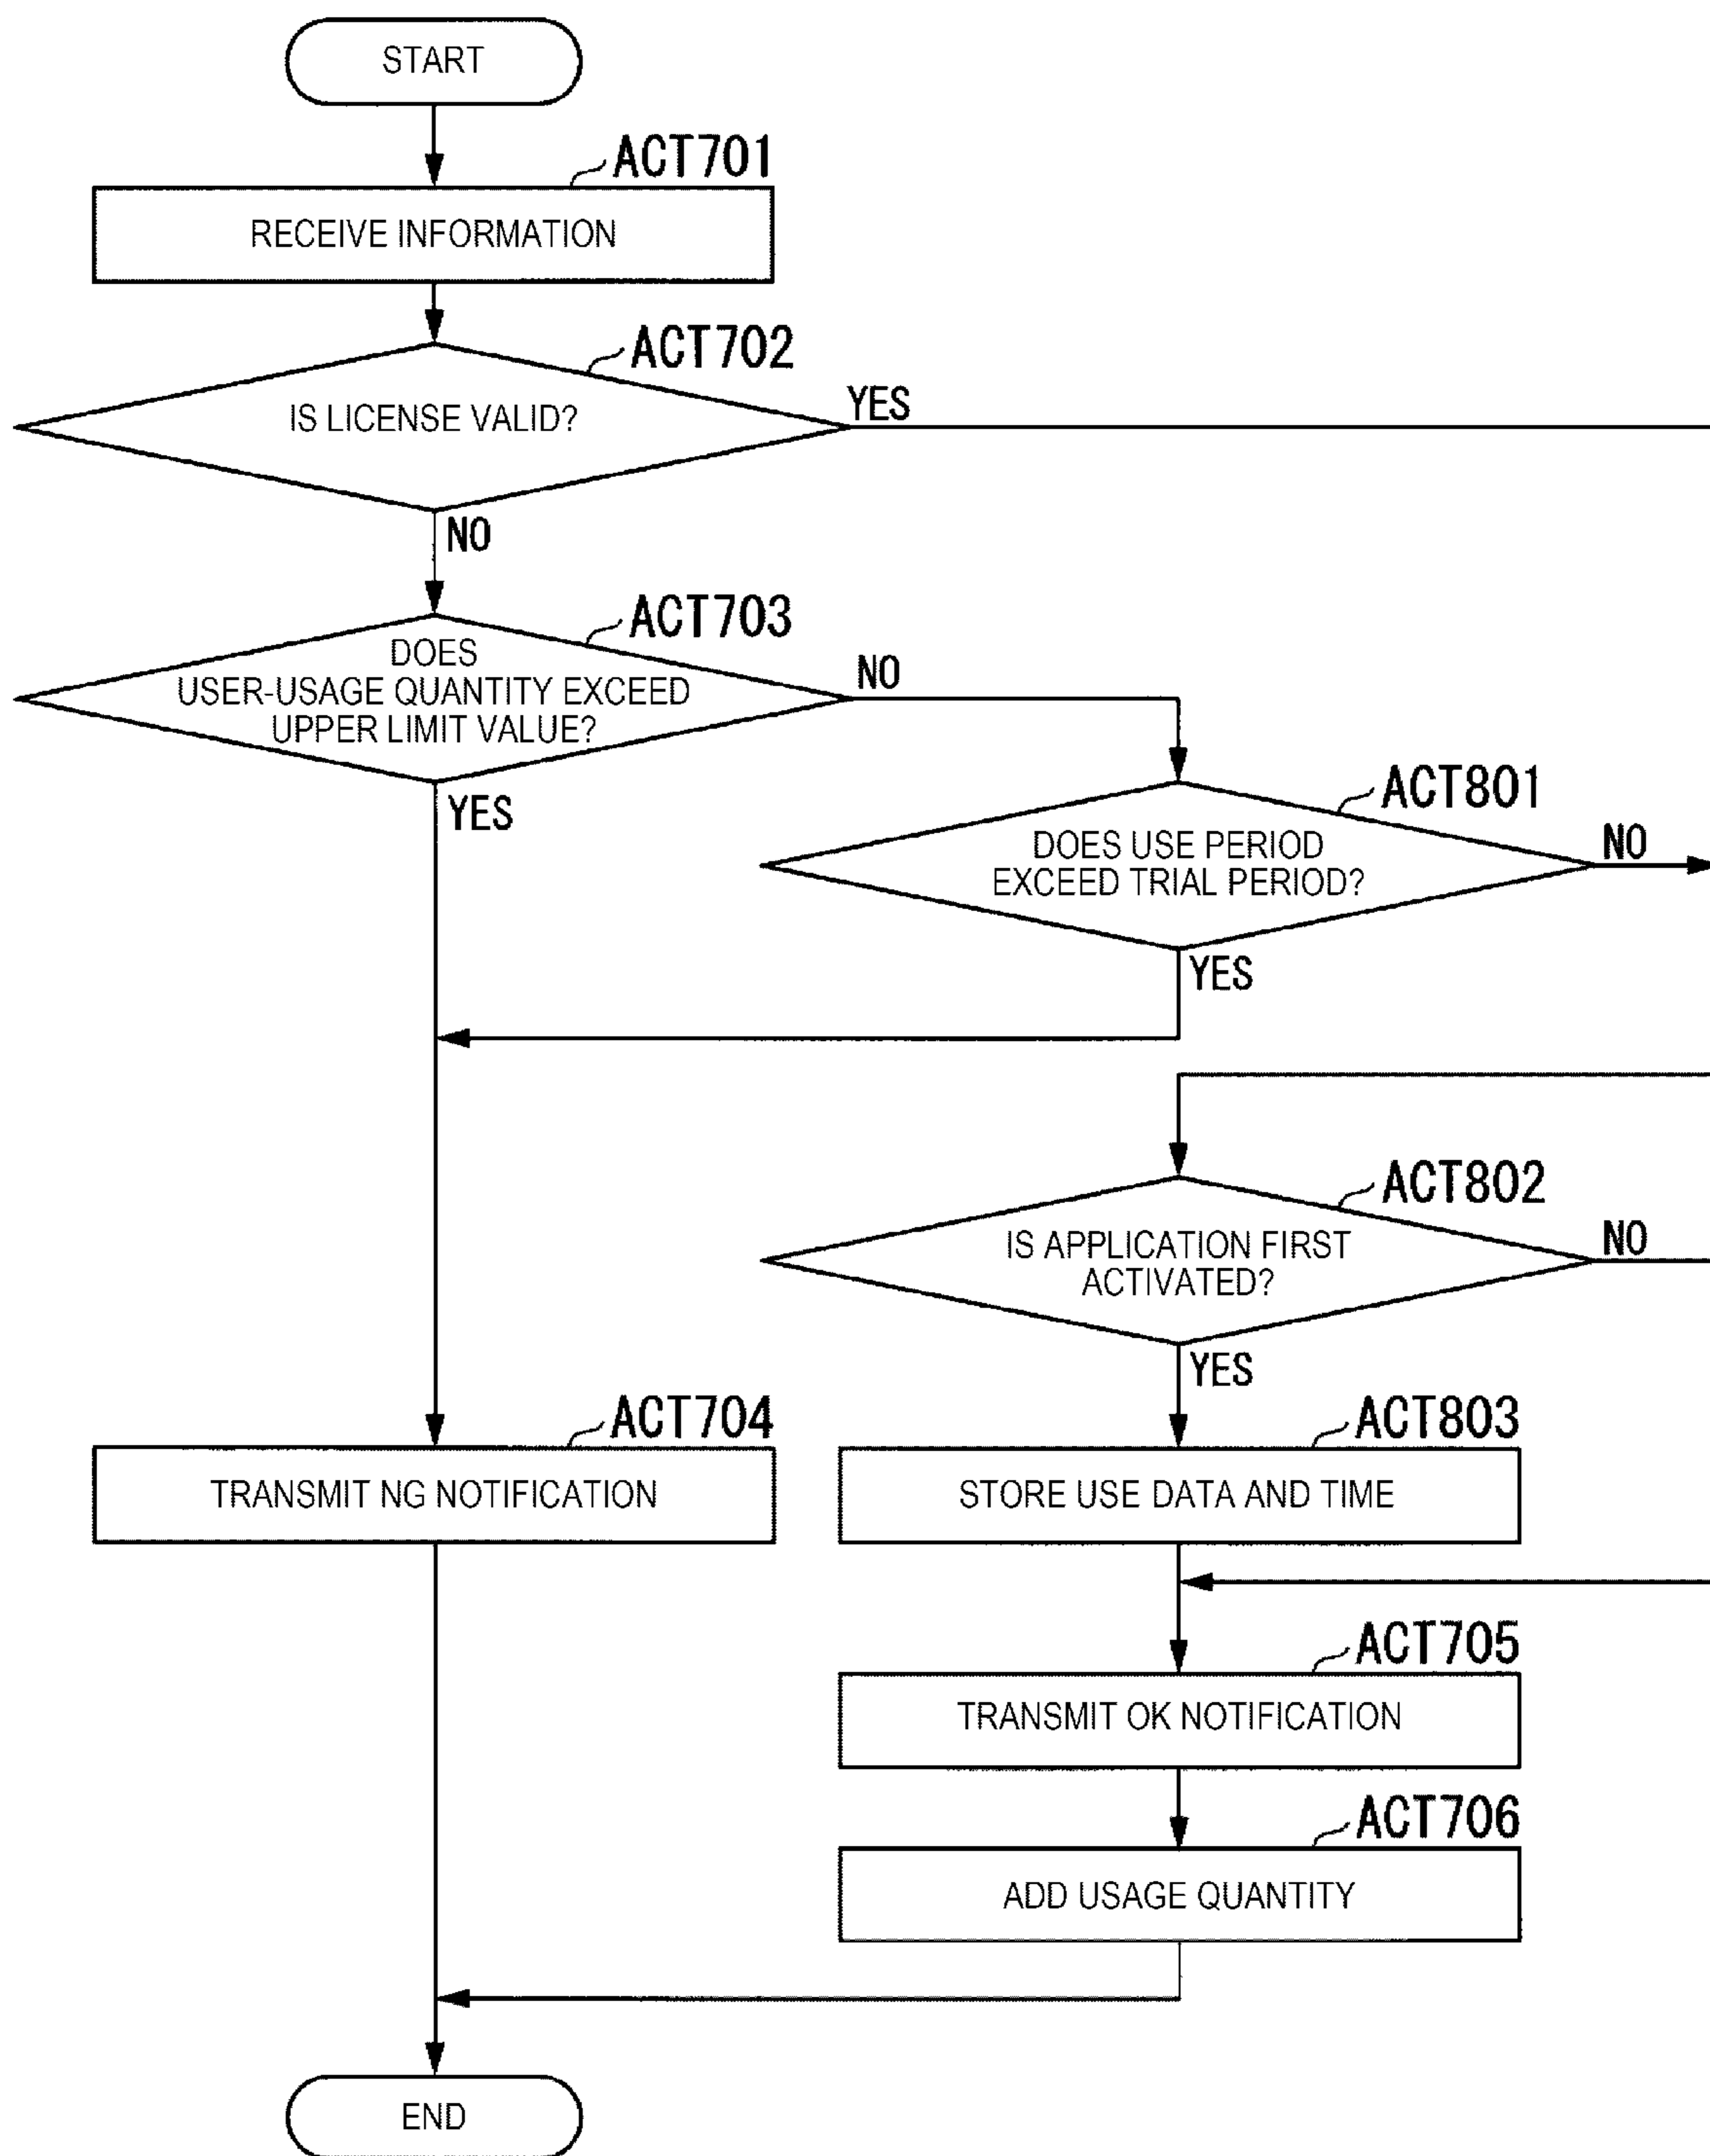 START
ACT701
RECEIVE INFORMATION
ACT702
IS LICENSE VALID?
YES
NO
ACT703
DOES
USER-USAGE QUANTITY EXCEED
UPPER LIMIT VALUE?
NO
YES
ACT801
DOES USE PERIOD
EXCEED TRIAL PERIOD?
NO
YES
ACT802
IS APPLICATION FIRST
ACTIVATED?
NO
YES
ACT704
TRANSMIT NG NOTIFICATION
ACT803
STORE USE DATA AND TIME
ACT705
TRANSMIT OK NOTIFICATION
ACT706
ADD USAGE QUANTITY
END